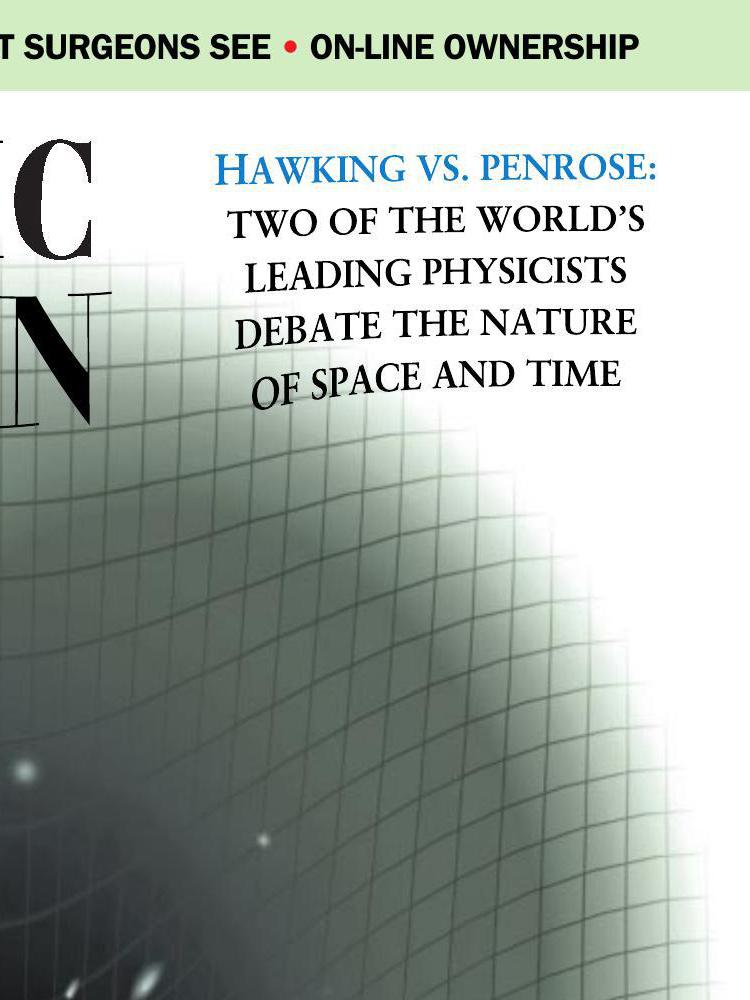 T SURGEONS SEE • ON-LINE OWNERSHIP
IC
N
HAWKING VS. PENROSE:
TWO OF THE WORLD'S
LEADING PHYSICISTS
DEBATE THE NATURE
OF SPACE AND TIME